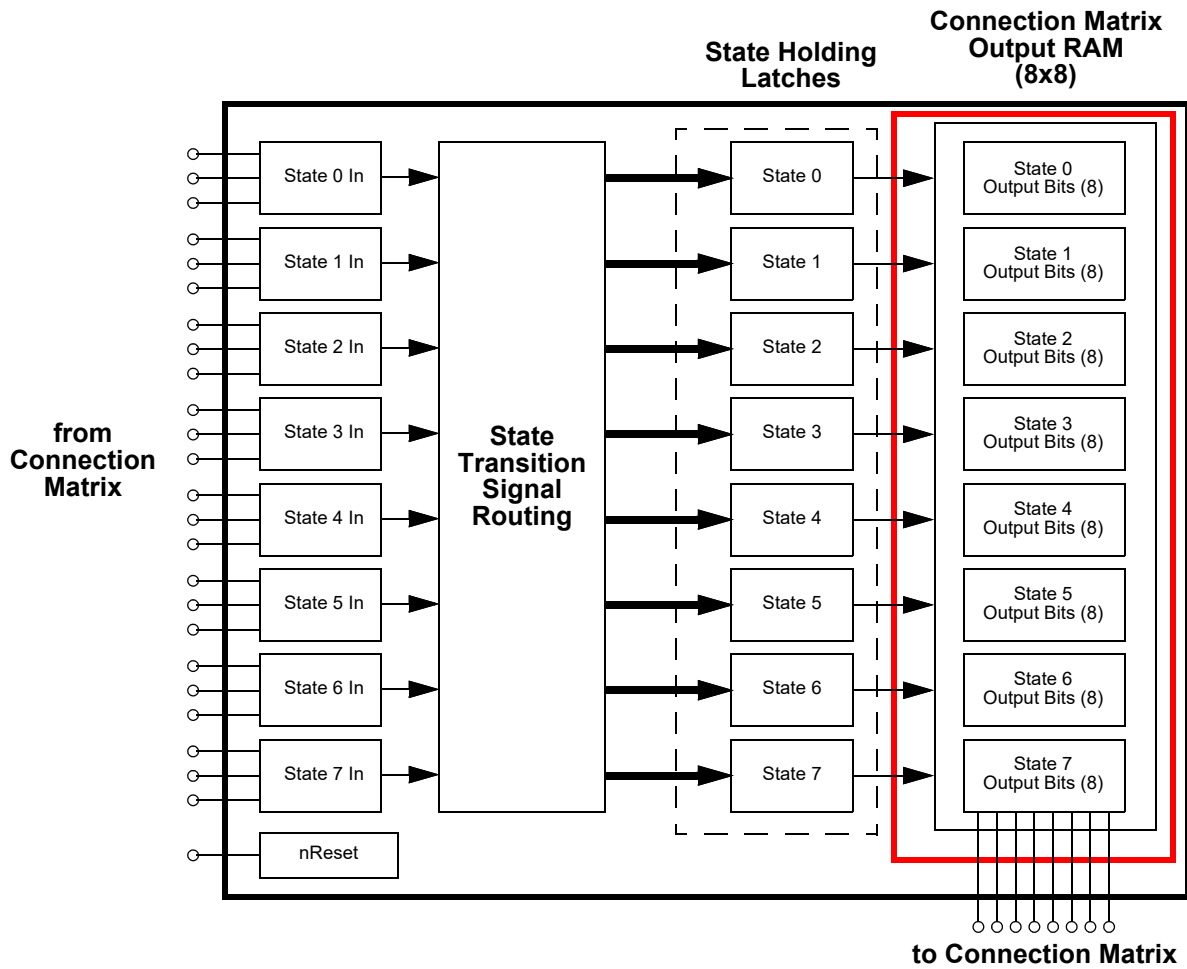 Connection Matrix
Output RAM
(8x8)
State Holding
Latches
State 0 In
State 0
State 0
Output Bits (8)
State 1 In
State 1
State 1
Output Bits (8)
State 2 In
State 2
State 2
Output Bits (8)
State 3 In
State 3
State 3
Output Bits (8)
from
Connection
Matrix
State
Transition
Signal
Routing
State 4 In
State 4
State 4
Output Bits (8)
State 5 In
State 5
State 5
Output Bits (8)
State 6 In
State 6
State 6
Output Bits (8)
State 7 In
State 7
State 7
Output Bits (8)
nReset
to Connection Matrix